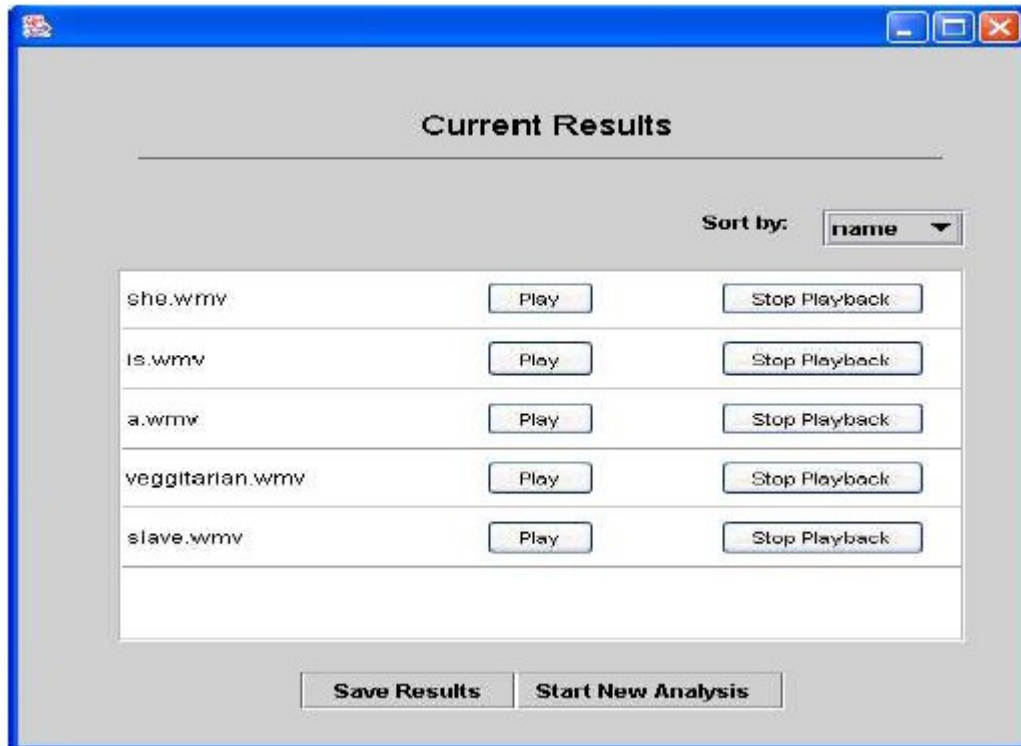 Current Results
Sort by: name
she.wmv Play Stop Playback
is.wmv Play Stop Playback
a.wmv Play Stop Playback
veggitarian.wmv Play Stop Playback
slave.wmv Play Stop Playback
Save Results Start New Analysis